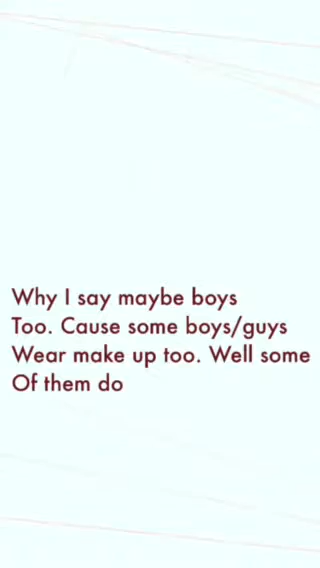 Why I say maybe boys
Too. Cause some boys/guys
Wear make up too. Well some
Of them do